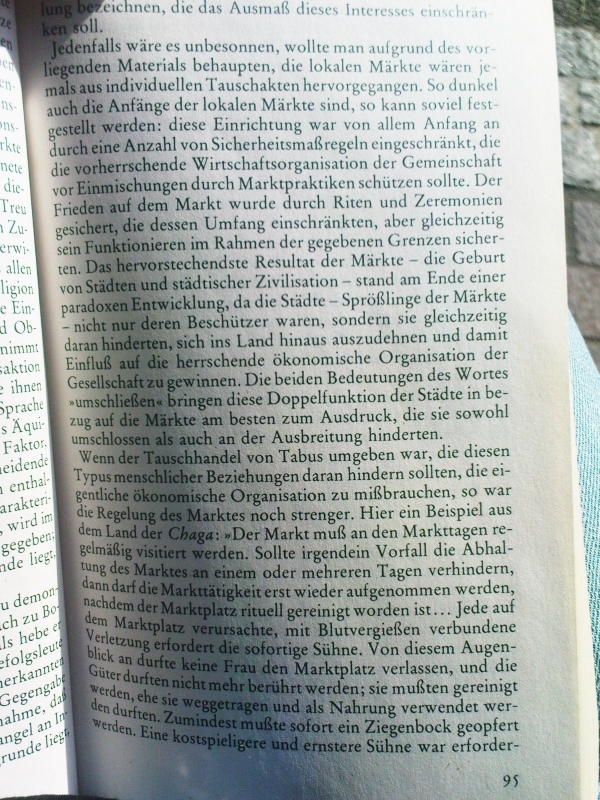 lung bezeichnen, die das Ausmaß dieses Interesses einschrän-
ken soll.
Jedenfalls wäre es unbesonnen, wollte man aufgrund des vor-
liegenden Materials behaupten, die lokalen Märkte wären je-
mals aus individuellen Tauschakten hervorgegangen. So dunkel
auch die Anfänge der lokalen Märkte sind, so kann soviel fest-
gestellt werden: diese Einrichtung war von allem Anfang an
durch eine Anzahl von Sicherheitsmaßregeln eingeschränkt, die
die vorherrschende Wirtschaftsorganisation der Gemeinschaft
vor Einmischungen durch Marktpraktiken schützen sollte. Der
Frieden auf dem Markt wurde durch Riten und Zeremonien
gesichert, die dessen Umfang einschränkten, aber gleichzeitig
sein Funktionieren im Rahmen der gegebenen Grenzen sicher-
ten. Das hervorstechendste Resultat der Märkte – die Geburt
von Städten und städtischer Zivilisation – stand am Ende einer
paradoxen Entwicklung, da die Städte – Sprößlinge der Märkte
– nicht nur deren Beschützer waren, sondern sie gleichzeitig
daran hinderten, sich ins Land hinaus auszudehnen und damit
Einfluß auf die herrschende ökonomische Organisation der
Gesellschaft zu gewinnen. Die beiden Bedeutungen des Wortes
»umschließen« bringen diese Doppelfunktion der Städte in be-
zug auf die Märkte am besten zum Ausdruck, die sie sowohl
umschlossen als auch an der Ausbreitung hinderten.
Wenn der Tauschhandel von Tabus umgeben war, die diesen
Typus menschlicher Beziehungen daran hindern sollten, die ei-
gentliche ökonomische Organisation zu mißbrauchen, so war
die Regelung des Marktes noch strenger. Hier ein Beispiel aus
dem Land der Chaga: »Der Markt muß an den Markttagen re-
gelmäßig visitiert werden. Sollte irgendein Vorfall die Abhal-
tung des Marktes an einem oder mehreren Tagen verhindern,
dann darf die Markttätigkeit erst wieder aufgenommen werden,
nachdem der Marktplatz rituell gereinigt worden ist... Jede auf
dem Marktplatz verursachte, mit Blutvergießen verbundene
Verletzung erfordert die sofortige Sühne. Von diesem Augen-
blick an durfte keine Frau den Marktplatz verlassen, und die
Güter durften nicht mehr berührt werden; sie mußten gereinigt
werden, ehe sie weggetragen und als Nahrung verwendet wer-
den durften. Zumindest mußte sofort ein Ziegenbock geopfert
werden. Eine kostspieligere und ernstere Sühne war erforder-
95